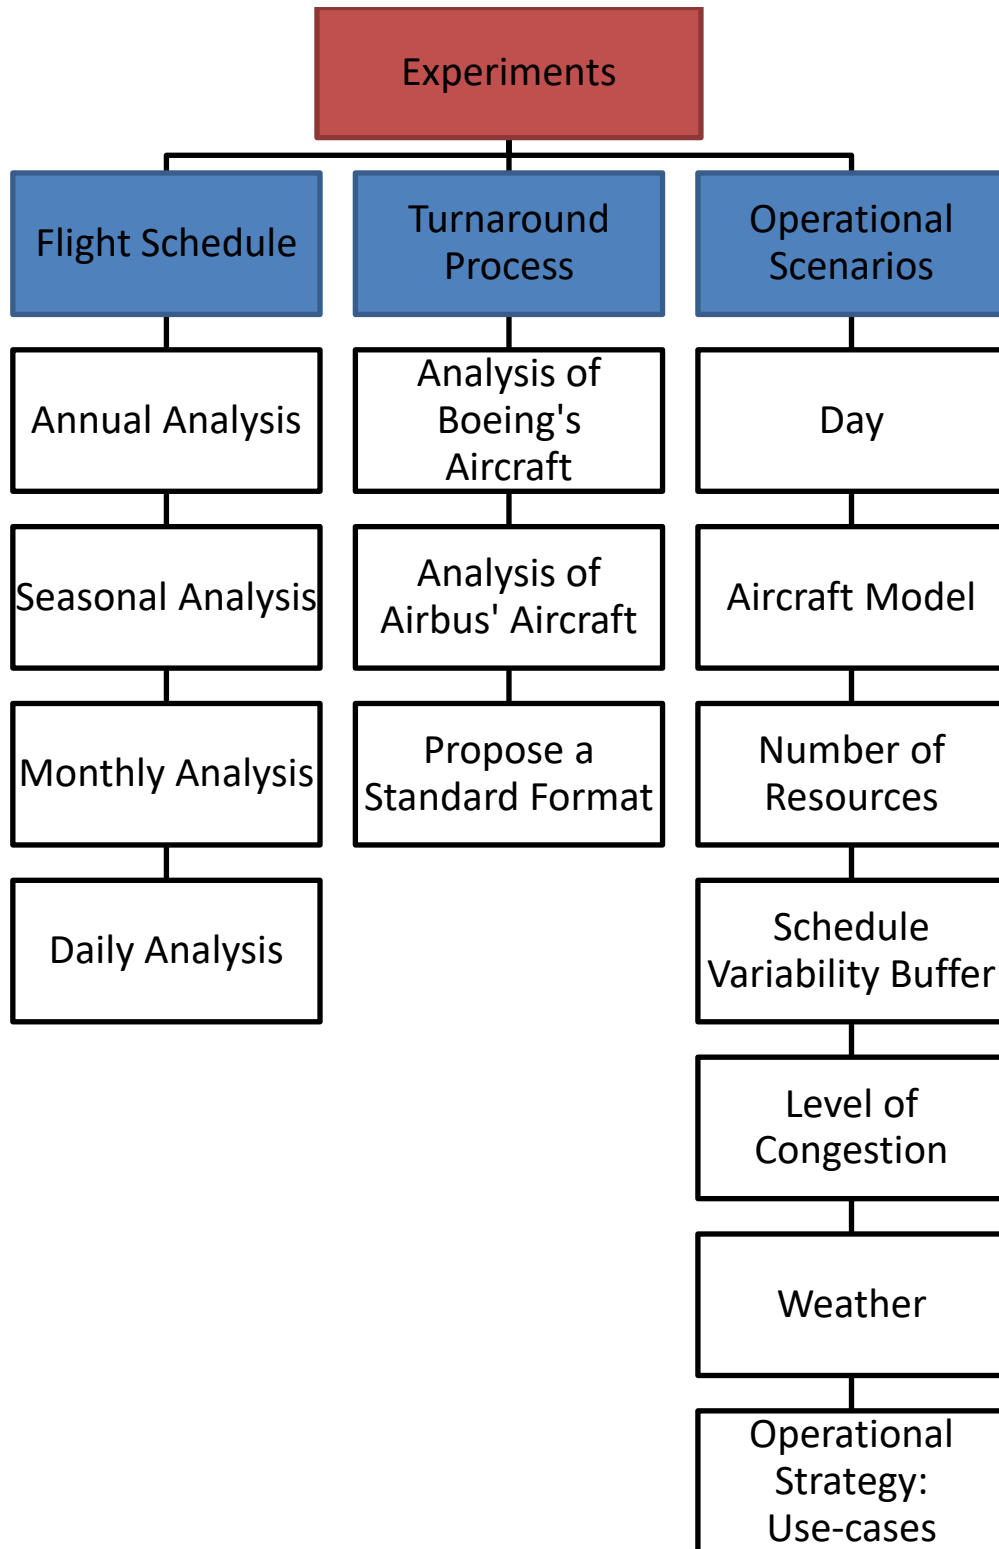 Experiments
Flight Schedule
Turnaround
Process
Operational
Scenarios
Annual Analysis
Analysis of
Boeing's
Aircraft
Day
Seasonal Analysis
Analysis of
Airbus' Aircraft
Aircraft Model
Monthly Analysis
Propose a
Standard Format
Number of
Resources
Daily Analysis
Schedule
Variability Buffer
Level of
Congestion
Weather
Operational
Strategy:
Use-cases